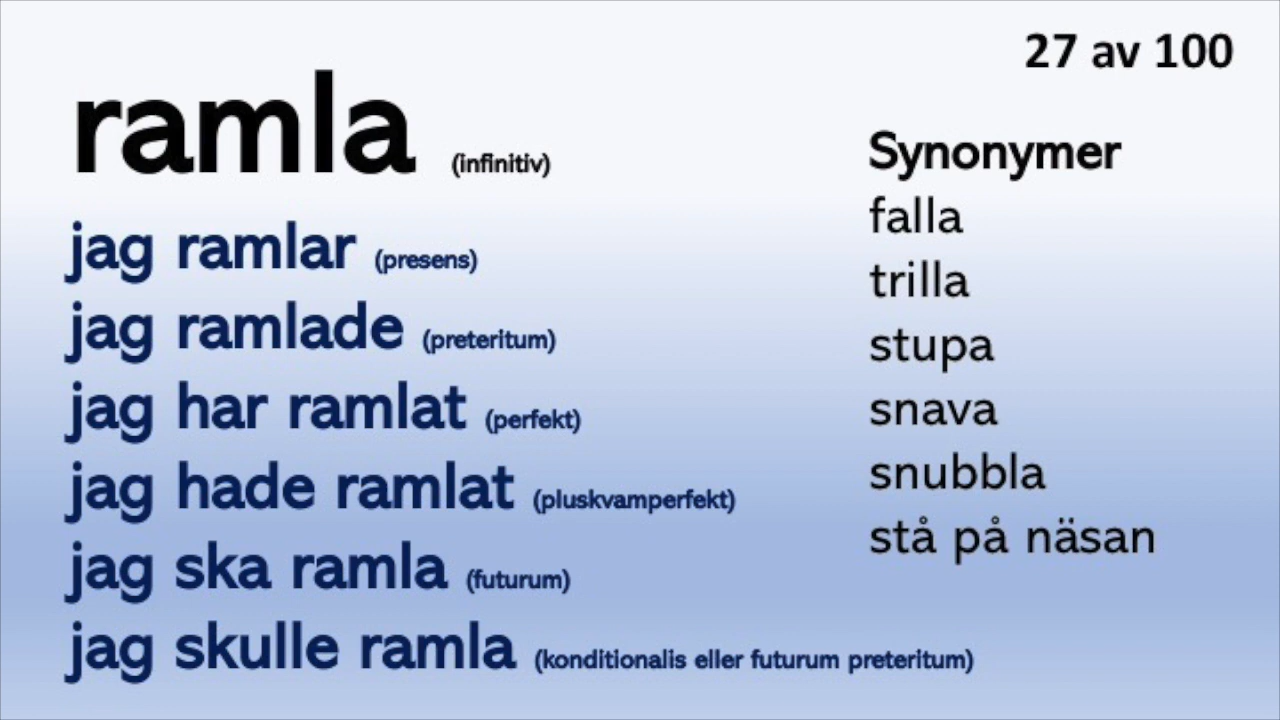 27 av 100
ramla (infinitiv)
jag ramlar (presens)
jag ramlade (preteritum)
jag har ramlat (perfekt)
jag hade ramlat (pluskvamperfekt)
jag ska ramla (futurum)
jag skulle ramla (konditionalis eller futurum preteritum)
Synonymer
falla
trilla
stupa
snava
snubbla
stå på näsan